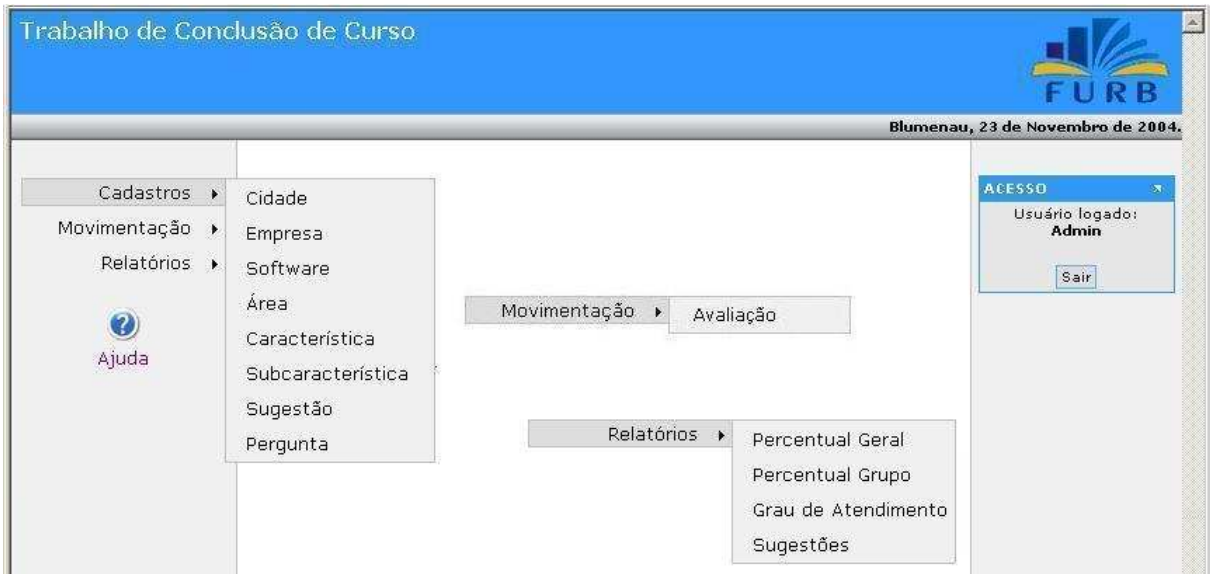 Trabalho de Conclusão de Curso
FURB
Blumenau, 23 de Novembro de 2004.
Cadastros
Movimentação
Relatórios
Ajuda
Cidade
Empresa
Software
Área
Característica
Subcaracterística
Sugestão
Pergunta
Movimentação
Avaliação
Relatórios
Percentual Geral
Percentual Grupo
Grau de Atendimento
Sugestões
ACESSO
Usuário logado:
Admin
Sair